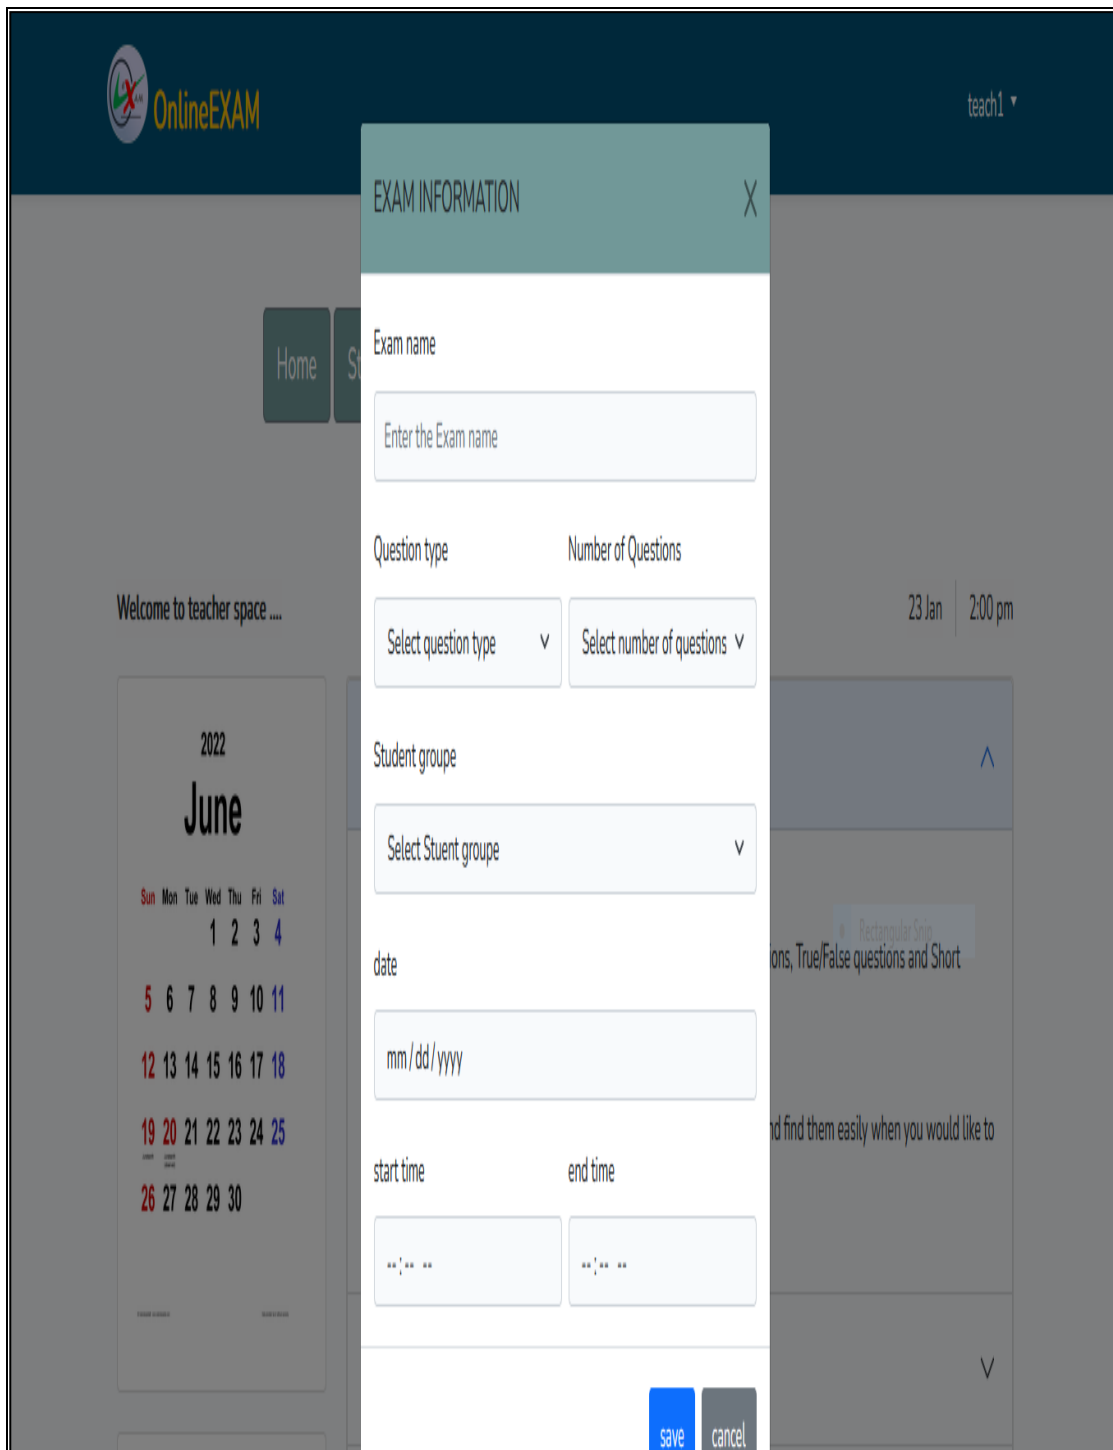 OnlineEXAM
teach1
EXAM INFORMATION X
Home St
Exam name
Enter the Exam name
Question type Number of Questions
Select question type Select number of questions
Welcome to teacher space ....
23 Jan 2:00 pm
Student groupe
Select Stuent groupe
2022
June
Sun Mon Tue Wed Thu Fri Sat
1 2 3 4
5 6 7 8 9 10 11
12 13 14 15 16 17 18
19 20 21 22 23 24 25
26 27 28 29 30
Rectangular Snip
ions, True/False questions and Short
date
mm/dd/yyyy
nd find them easily when you would like to
start time end time
--:-- -- --:-- --
save cancel